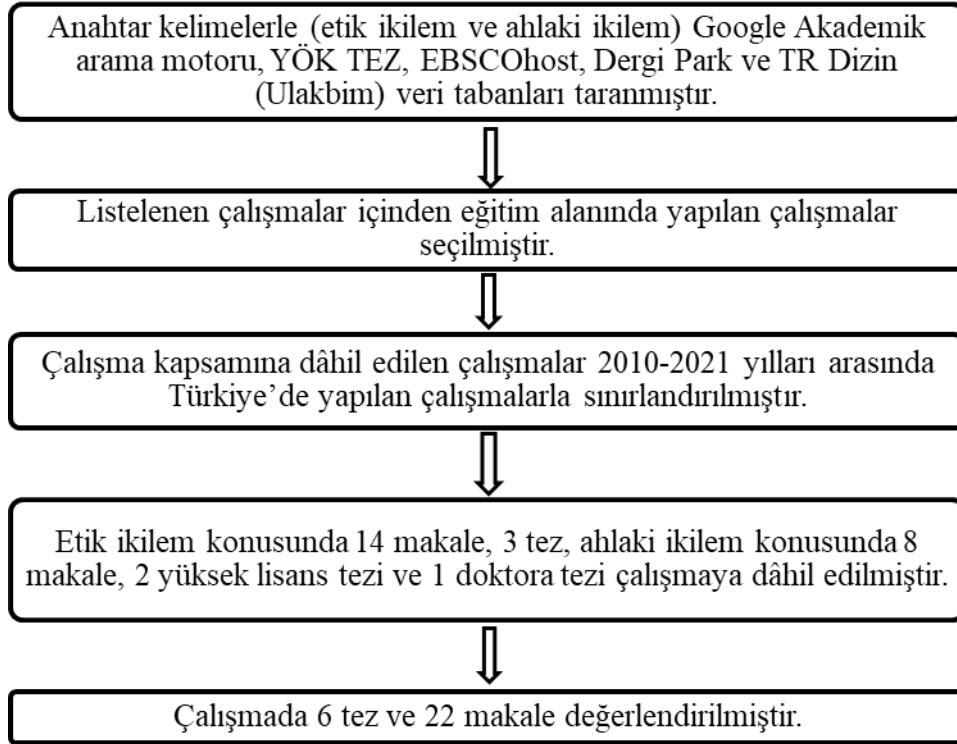 Anahtar kelimelerle (etik ikilem ve ahlaki ikilem) Google Akademik
arama motoru, YÖK TEZ, EBSCOhost, Dergi Park ve TR Dizin
(Ulakbim) veri tabanları taranmıştır.
Listelenen çalışmalar içinden eğitim alanında yapılan çalışmalar
seçilmiştir.
Çalışma kapsamına dâhil edilen çalışmalar 2010-2021 yılları arasında
Türkiye’de yapılan çalışmalarla sınırlandırılmıştır.
Etik ikilem konusunda 14 makale, 3 tez, ahlaki ikilem konusunda 8
makale, 2 yüksek lisans tezi ve 1 doktora tezi çalışmaya dâhil edilmiştir.
Çalışmada 6 tez ve 22 makale değerlendirilmiştir.